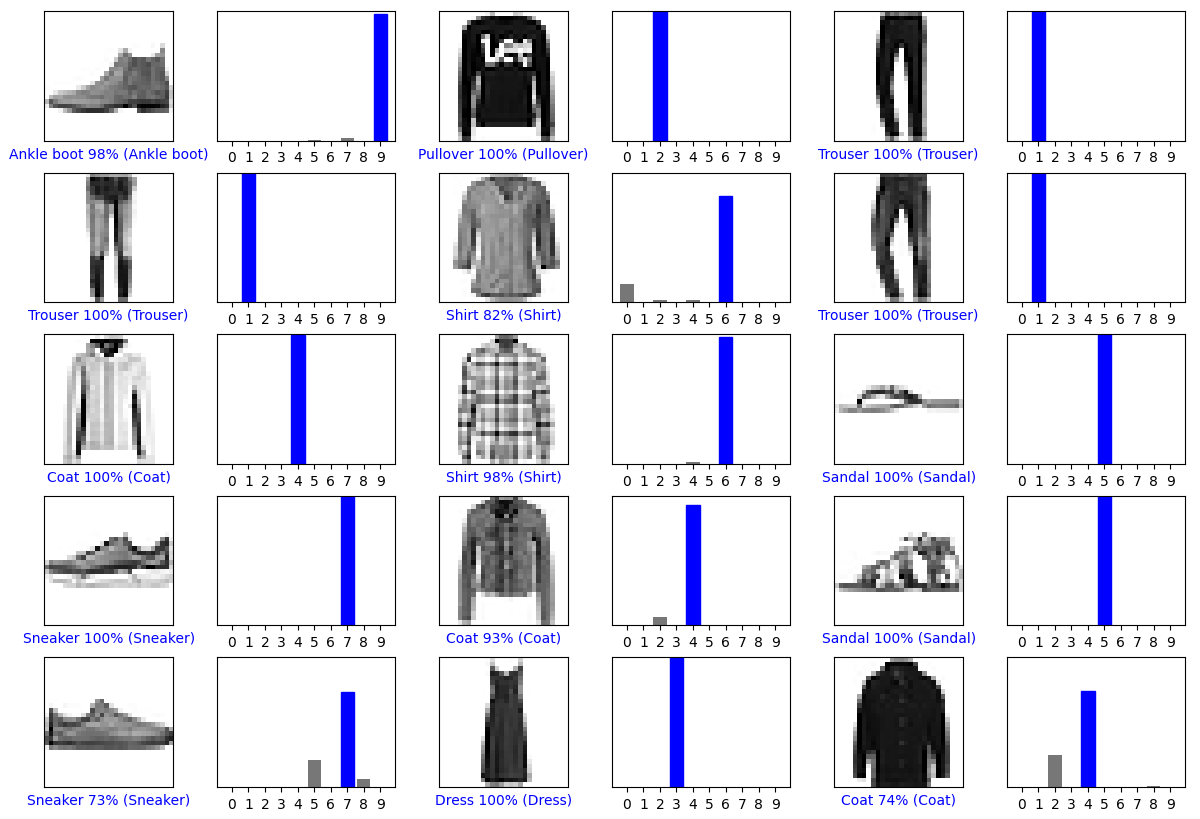 Lee
Ankle boot 98% (Ankle boot)
0 1 2 3 4 5 6 7 8 9
Pullover 100% (Pullover)
0 1 2 3 4 5 6 7 8 9
Trouser 100% (Trouser)
0 1 2 3 4 5 6 7 8 9
Trouser 100% (Trouser)
0 1 2 3 4 5 6 7 8 9
Shirt 82% (Shirt)
0 1 2 3 4 5 6 7 8 9
Trouser 100% (Trouser)
0 1 2 3 4 5 6 7 8 9
Coat 100% (Coat)
0 1 2 3 4 5 6 7 8 9
Shirt 98% (Shirt)
0 1 2 3 4 5 6 7 8 9
Sandal 100% (Sandal)
0 1 2 3 4 5 6 7 8 9
Sneaker 100% (Sneaker)
0 1 2 3 4 5 6 7 8 9
Coat 93% (Coat)
0 1 2 3 4 5 6 7 8 9
Sandal 100% (Sandal)
0 1 2 3 4 5 6 7 8 9
Sneaker 73% (Sneaker)
0 1 2 3 4 5 6 7 8 9
Dress 100% (Dress)
0 1 2 3 4 5 6 7 8 9
Coat 74% (Coat)
0 1 2 3 4 5 6 7 8 9